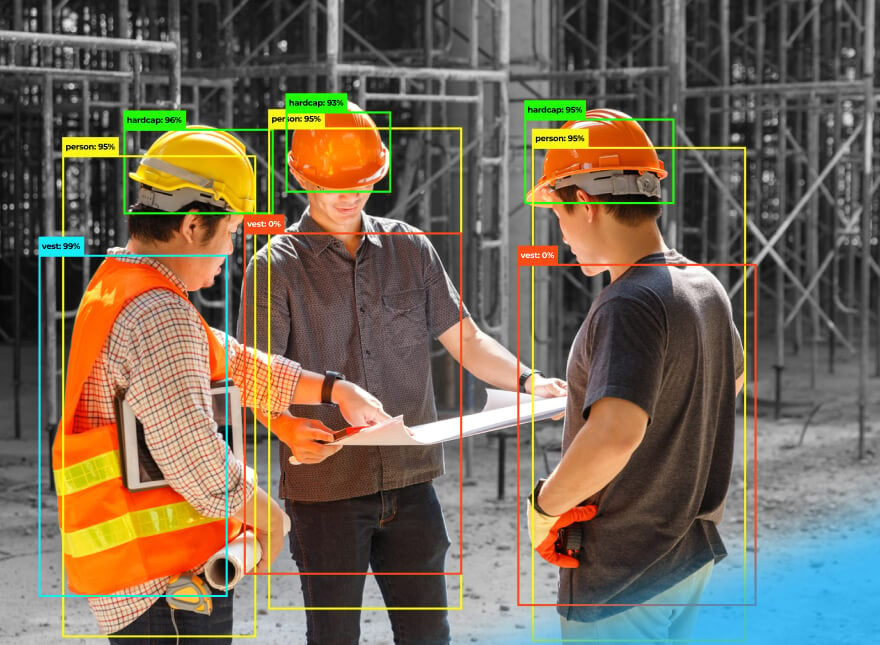 hardcap: 96%
person: 95%
hardcap: 93%
person: 95%
hardcap: 95%
person: 95%
vest: 99%
vest: 0%
vest: 0%